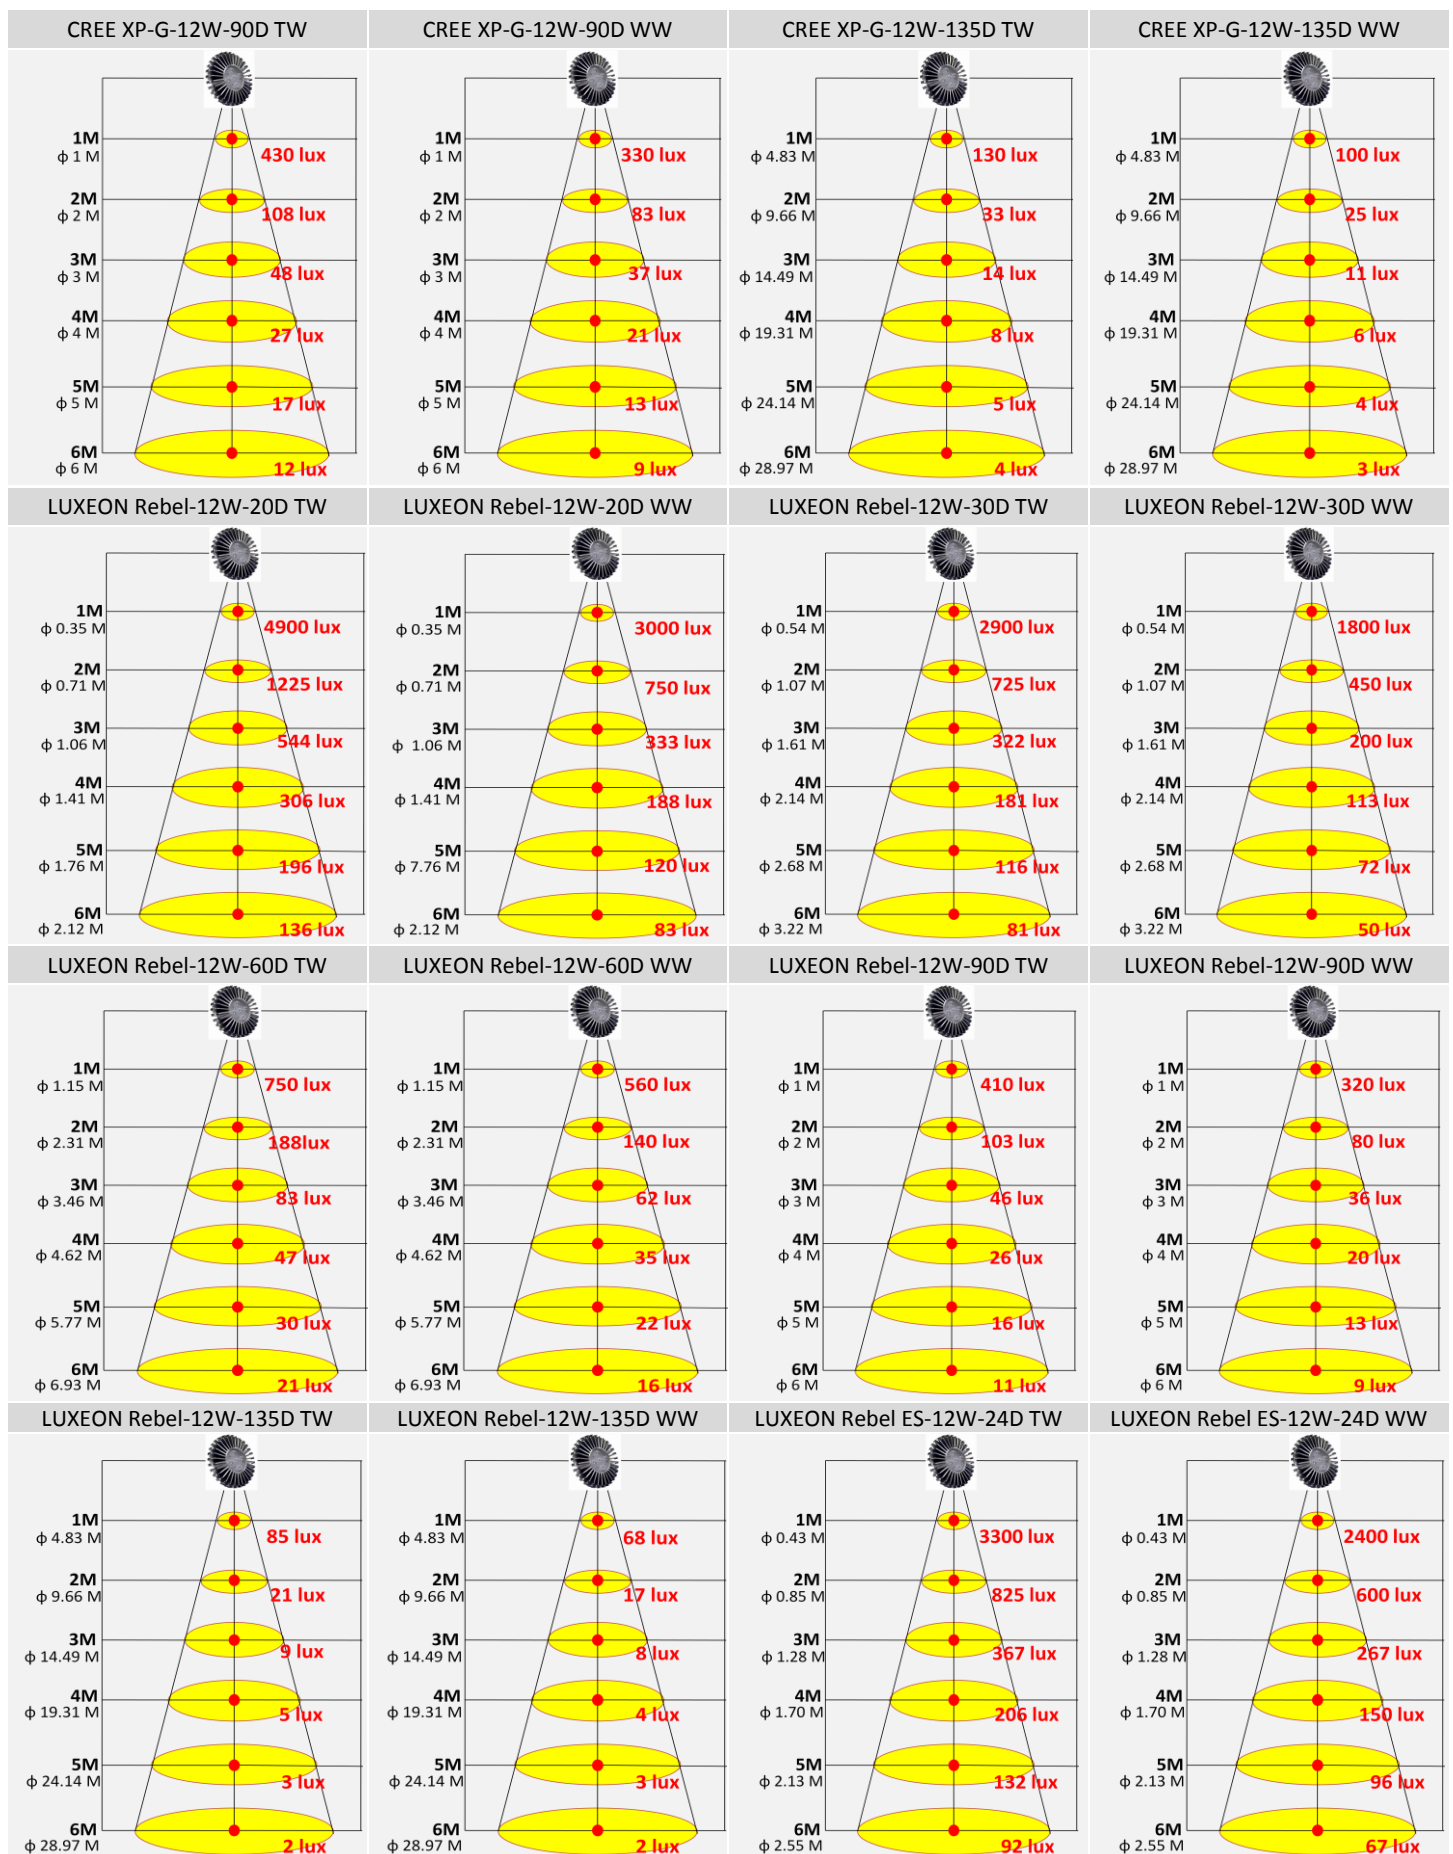 CREE XP-G-12W-90D TW
1M
ϕ 1 M
430 lux
2M
ϕ 2 M
108 lux
3M
ϕ 3 M
48 lux
4M
ϕ 4 M
27 lux
5M
ϕ 5 M
17 lux
6M
ϕ 6 M
12 lux
CREE XP-G-12W-90D WW
1M
ϕ 1 M
330 lux
2M
ϕ 2 M
83 lux
3M
ϕ 3 M
37 lux
4M
ϕ 4 M
21 lux
5M
ϕ 5 M
13 lux
6M
ϕ 6 M
9 lux
CREE XP-G-12W-135D TW
1M
ϕ 4.83 M
130 lux
2M
ϕ 9.66 M
33 lux
3M
ϕ 14.49 M
14 lux
4M
ϕ 19.31 M
8 lux
5M
ϕ 24.14 M
5 lux
6M
ϕ 28.97 M
4 lux
CREE XP-G-12W-135D WW
1M
ϕ 4.83 M
100 lux
2M
ϕ 9.66 M
25 lux
3M
ϕ 14.49 M
11 lux
4M
ϕ 19.31 M
6 lux
5M
ϕ 24.14 M
4 lux
6M
ϕ 28.97 M
3 lux
LUXEON Rebel-12W-20D TW
1M
ϕ 0.35 M
4900 lux
2M
ϕ 0.71 M
1225 lux
3M
ϕ 1.06 M
544 lux
4M
ϕ 1.41 M
306 lux
5M
ϕ 1.76 M
196 lux
6M
ϕ 2.12 M
136 lux
LUXEON Rebel-12W-20D WW
1M
ϕ 0.35 M
3000 lux
2M
ϕ 0.71 M
750 lux
3M
ϕ 1.06 M
333 lux
4M
ϕ 1.41 M
188 lux
5M
ϕ 7.76 M
120 lux
6M
ϕ 2.12 M
83 lux
LUXEON Rebel-12W-30D TW
1M
ϕ 0.54 M
2900 lux
2M
ϕ 1.07 M
725 lux
3M
ϕ 1.61 M
322 lux
4M
ϕ 2.14 M
181 lux
5M
ϕ 2.68 M
116 lux
6M
ϕ 3.22 M
81 lux
LUXEON Rebel-12W-30D WW
1M
ϕ 0.54 M
1800 lux
2M
ϕ 1.07 M
450 lux
3M
ϕ 1.61 M
200 lux
4M
ϕ 2.14 M
113 lux
5M
ϕ 2.68 M
72 lux
6M
ϕ 3.22 M
50 lux
LUXEON Rebel-12W-60D TW
1M
ϕ 1.15 M
750 lux
2M
ϕ 2.31 M
188lux
3M
ϕ 3.46 M
83 lux
4M
ϕ 4.62 M
47 lux
5M
ϕ 5.77 M
30 lux
6M
ϕ 6.93 M
21 lux
LUXEON Rebel-12W-60D WW
1M
ϕ 1.15 M
560 lux
2M
ϕ 2.31 M
140 lux
3M
ϕ 3.46 M
62 lux
4M
ϕ 4.62 M
35 lux
5M
ϕ 5.77 M
22 lux
6M
ϕ 6.93 M
16 lux
LUXEON Rebel-12W-90D TW
1M
ϕ 1 M
410 lux
2M
ϕ 2 M
103 lux
3M
ϕ 3 M
46 lux
4M
ϕ 4 M
26 lux
5M
ϕ 5 M
16 lux
6M
ϕ 6 M
11 lux
LUXEON Rebel-12W-90D WW
1M
ϕ 1 M
320 lux
2M
ϕ 2 M
80 lux
3M
ϕ 3 M
36 lux
4M
ϕ 4 M
20 lux
5M
ϕ 5 M
13 lux
6M
ϕ 6 M
9 lux
LUXEON Rebel-12W-135D TW
1M
ϕ 4.83 M
85 lux
2M
ϕ 9.66 M
21 lux
3M
ϕ 14.49 M
9 lux
4M
ϕ 19.31 M
5 lux
5M
ϕ 24.14 M
3 lux
6M
ϕ 28.97 M
2 lux
LUXEON Rebel-12W-135D WW
1M
ϕ 4.83 M
68 lux
2M
ϕ 9.66 M
17 lux
3M
ϕ 14.49 M
8 lux
4M
ϕ 19.31 M
4 lux
5M
ϕ 24.14 M
3 lux
6M
ϕ 28.97 M
2 lux
LUXEON Rebel ES-12W-24D TW
1M
ϕ 0.43 M
3300 lux
2M
ϕ 0.85 M
825 lux
3M
ϕ 1.28 M
367 lux
4M
ϕ 1.70 M
206 lux
5M
ϕ 2.13 M
132 lux
6M
ϕ 2.55 M
92 lux
LUXEON Rebel ES-12W-24D WW
1M
ϕ 0.43 M
2400 lux
2M
ϕ 0.85 M
600 lux
3M
ϕ 1.28 M
267 lux
4M
ϕ 1.70 M
150 lux
5M
ϕ 2.13 M
96 lux
6M
ϕ 2.55 M
67 lux